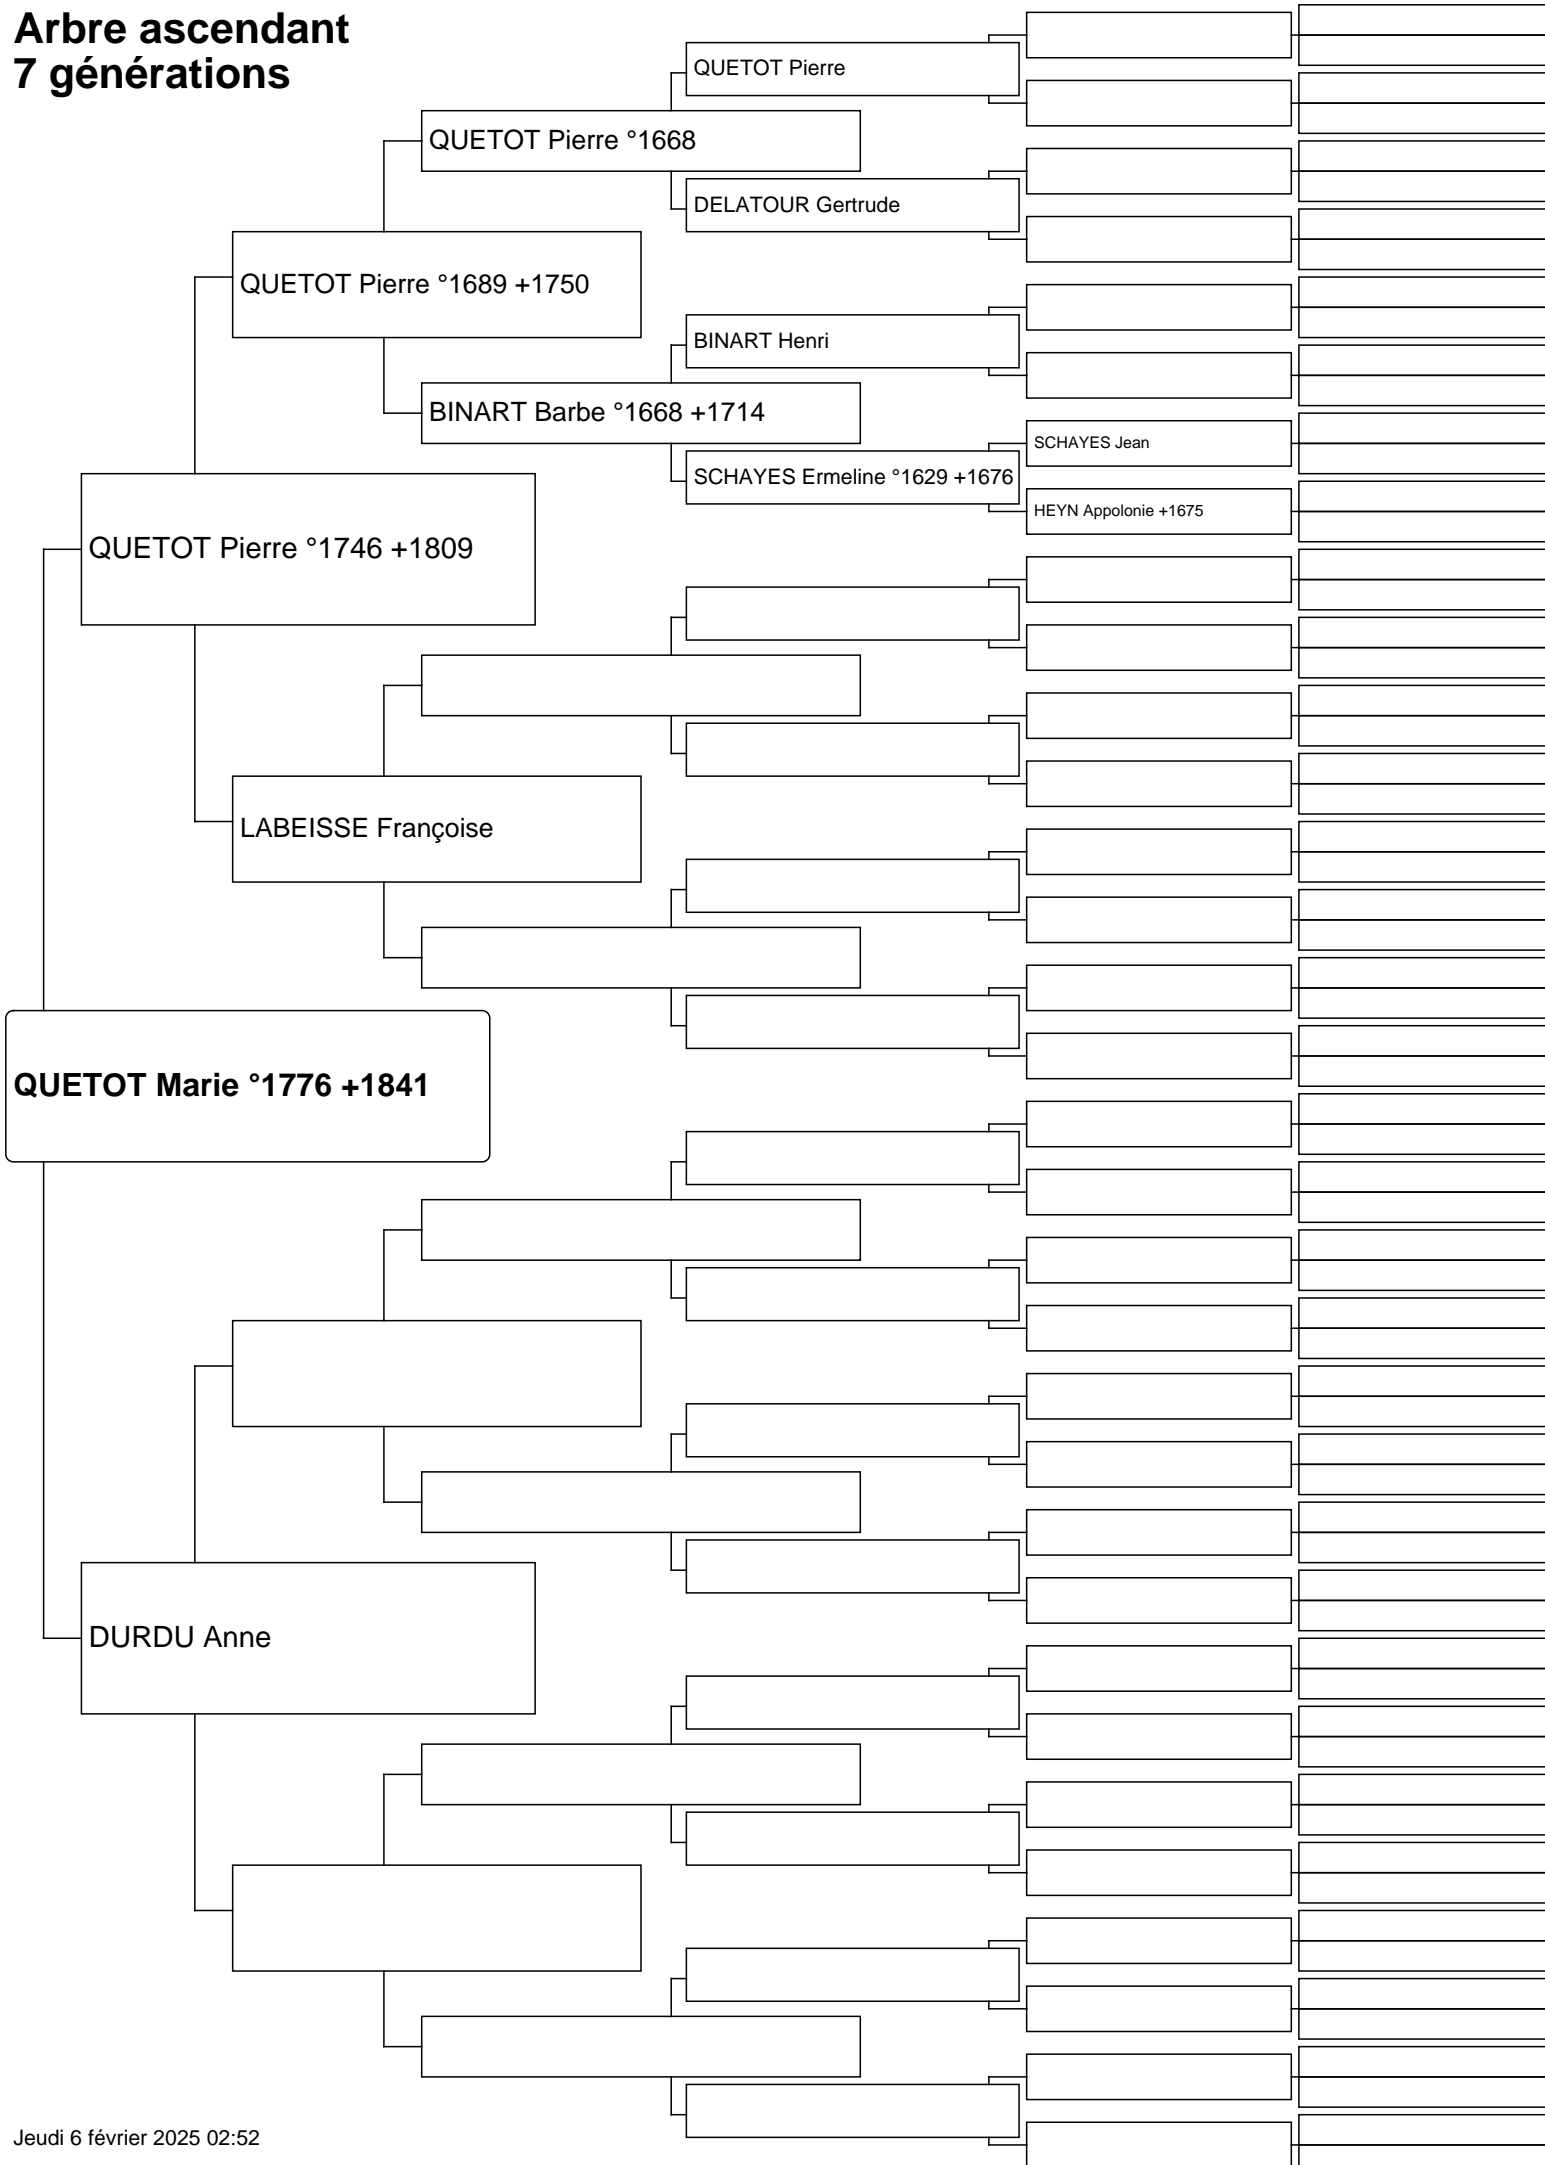 Arbre ascendant
7 générations
QUETOT Pierre
QUETOT Pierre °1668
DELATOUR Gertrude
QUETOT Pierre °1689 +1750
BINART Henri
BINART Barbe °1668 +1714
SCHAYES Jean
SCHAYES Ermeline °1629 +1676
HEYN Appolonie +1675
QUETOT Pierre °1746 +1809
LABEISSE Françoise
QUETOT Marie °1776 +1841
DURDU Anne
Jeudi 6 février 2025 02:52